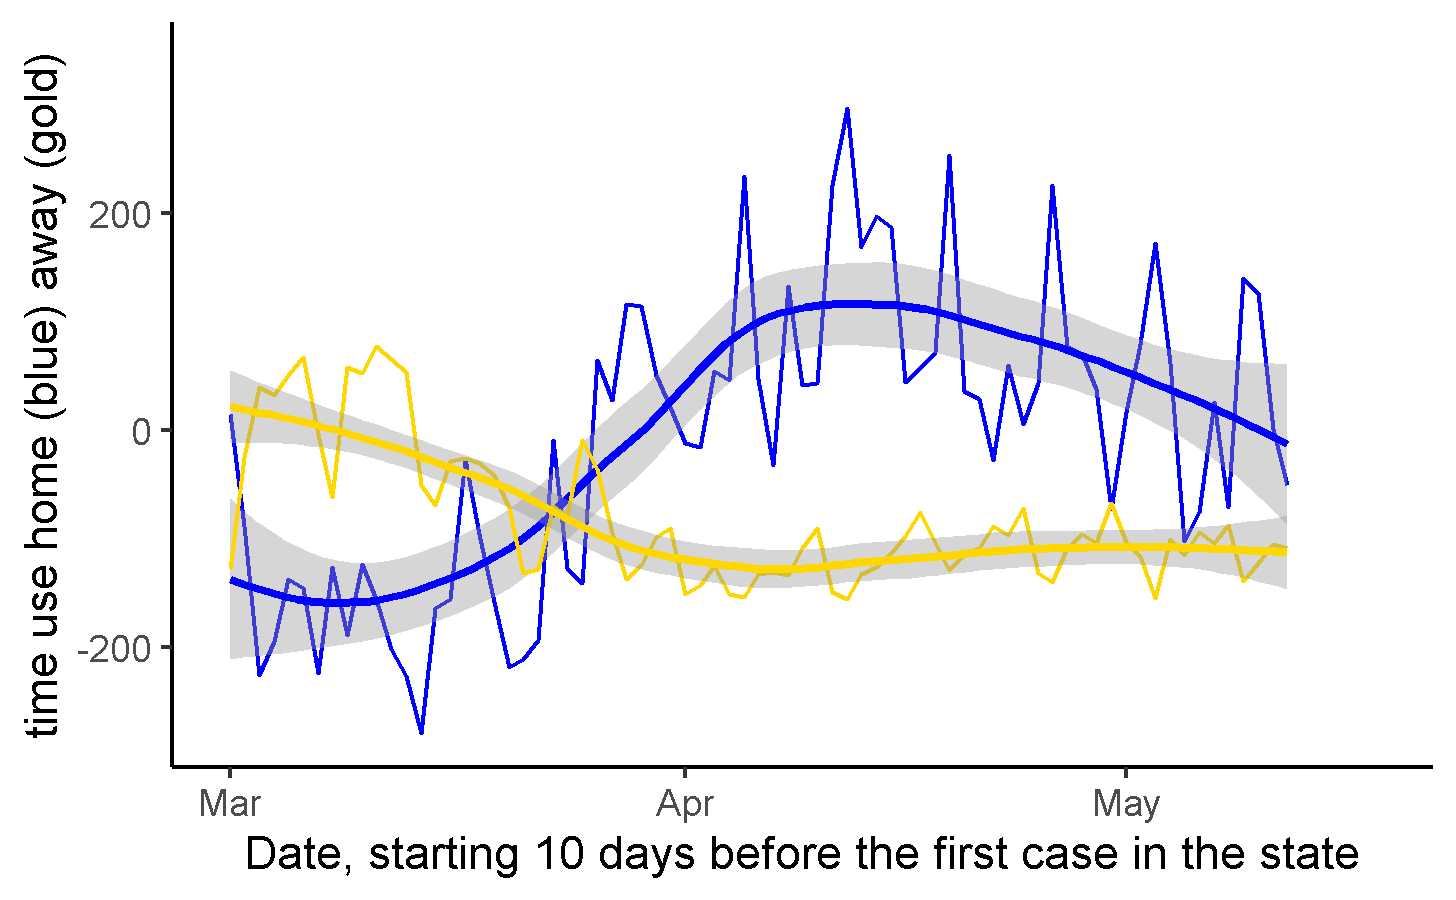 time use home (blue) away (gold)
200
0
-200
Mar
Apr
May
Date, starting 10 days before the first case in the state